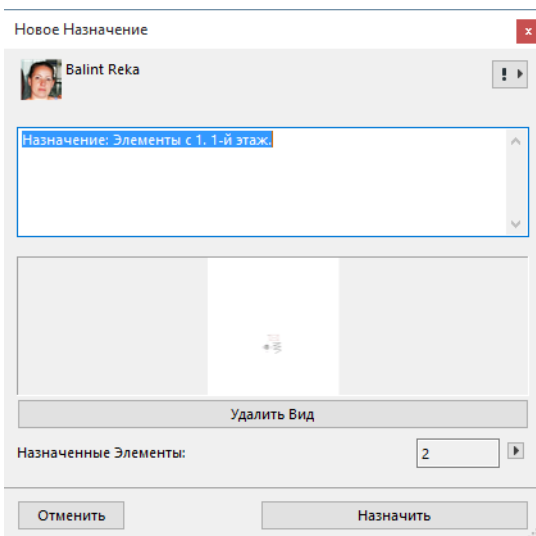 Новое Назначение
x
Balint Reka
!
Назначение: Элементы с 1. 1-й этаж.
Удалить Вид
Назначенные Элементы:
2
Отменить
Назначить